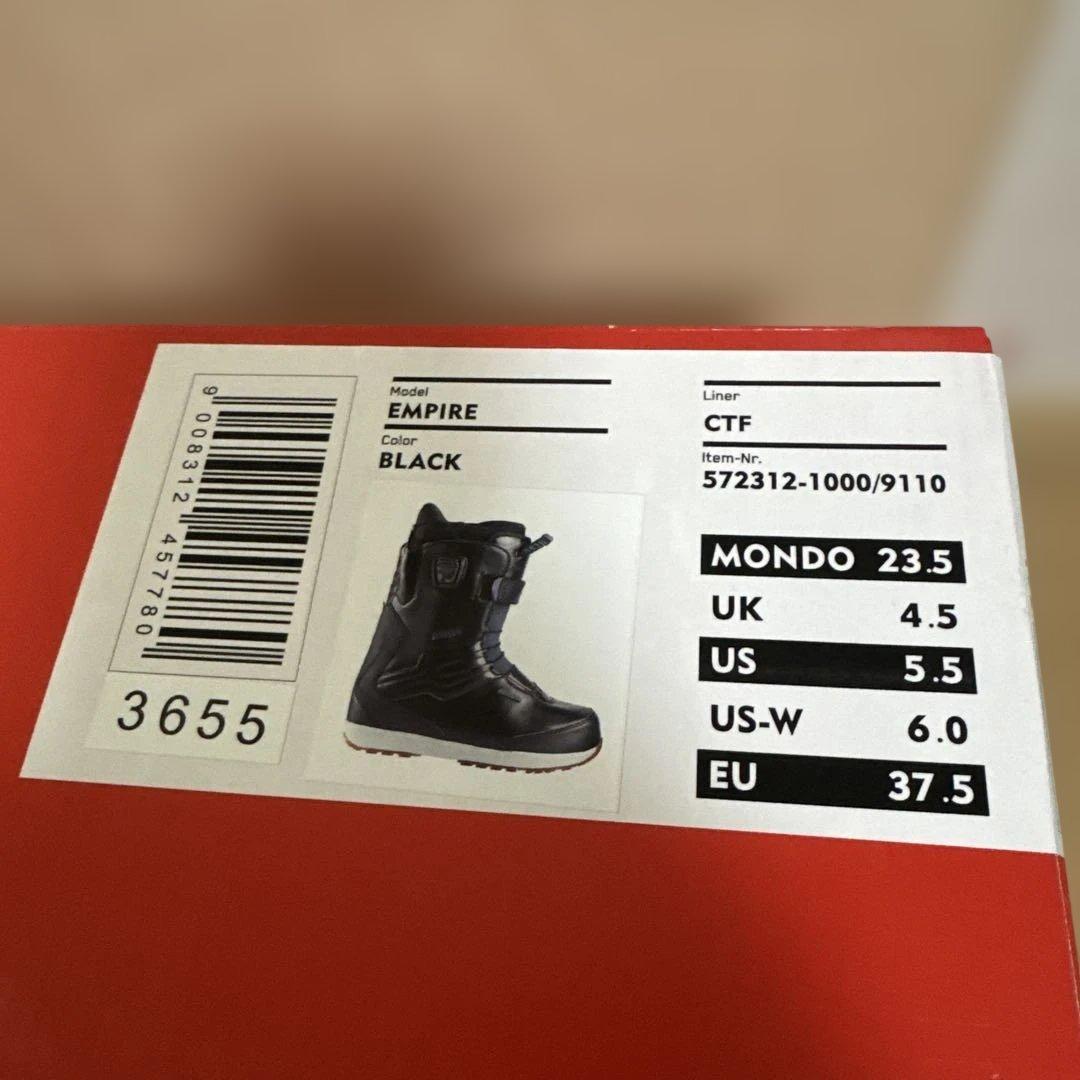 9 008312 457780
3655
Model
EMPIRE
Color
BLACK
Liner
CTF
Item-Nr.
572312-1000/9110
MONDO 23.5
UK 4.5
US 5.5
US-W 6.0
EU 37.5